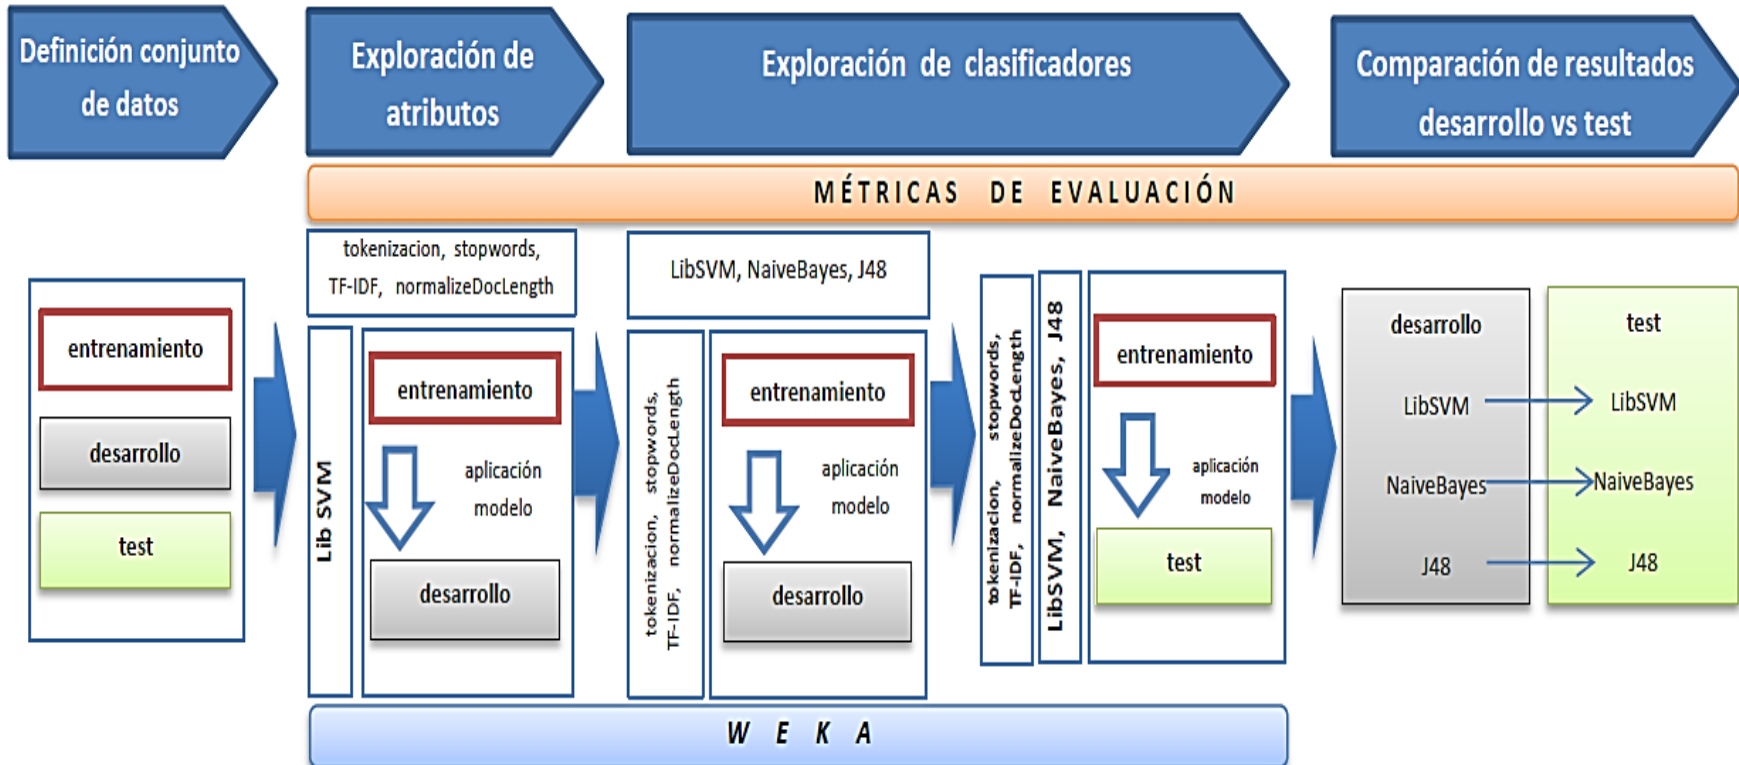 Definición conjunto
de datos
Exploración de
atributos
Exploración de clasificadores
Comparación de resultados
desarrollo vs test
MÉTRICAS DE EVALUACIÓN
entrenamiento
desarrollo
test
tokenizacion, stopwords,
TF-IDF, normalizeDocLength
Lib SVM
entrenamiento
aplicación
modelo
desarrollo
LibSVM, NaiveBayes, J48
tokenizacion, stopwords,
TF-IDF, normalizeDocLength
entrenamiento
aplicación
modelo
desarrollo
tokenizacion, stopwords,
TF-IDF, normalizeDocLength
LibSVM, NaiveBayes, J48
entrenamiento
aplicación
modelo
test
desarrollo
LibSVM
NaiveBayes
J48
test
LibSVM
NaiveBayes
J48
W E K A